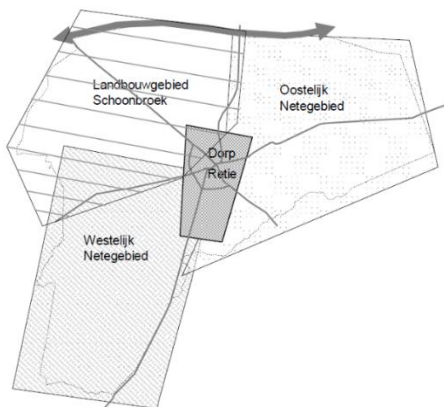 Landbouwgebied
Schoonbroek
Oostelijk
Netegebied
Dorp
Retie
Westelijk
Netegebied